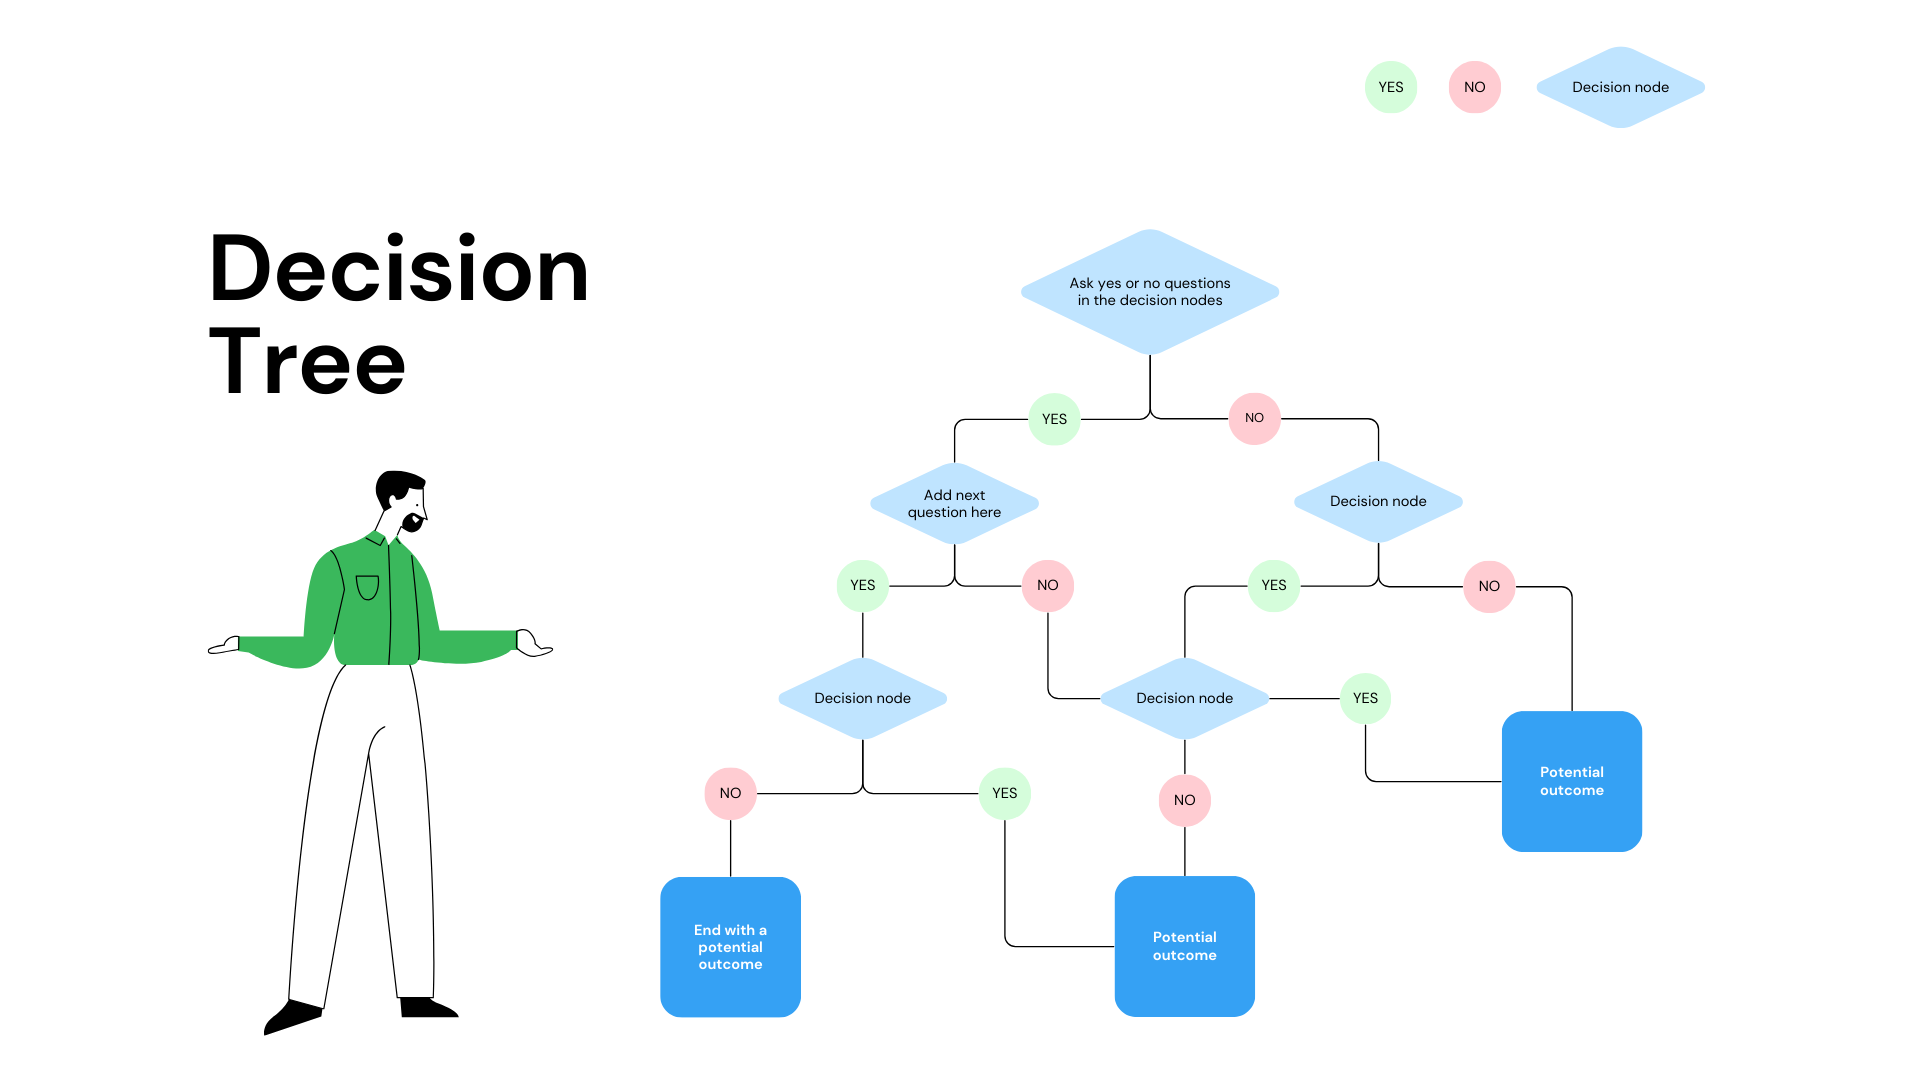 YES
NO
Decision node
Decision
Tree
Ask yes or no questions
in the decision nodes
YES
NO
Add next
question here
Decision node
YES
NO
YES
NO
Decision node
Decision node
YES
NO
YES
NO
Potential
outcome
End with a
potential
outcome
Potential
outcome